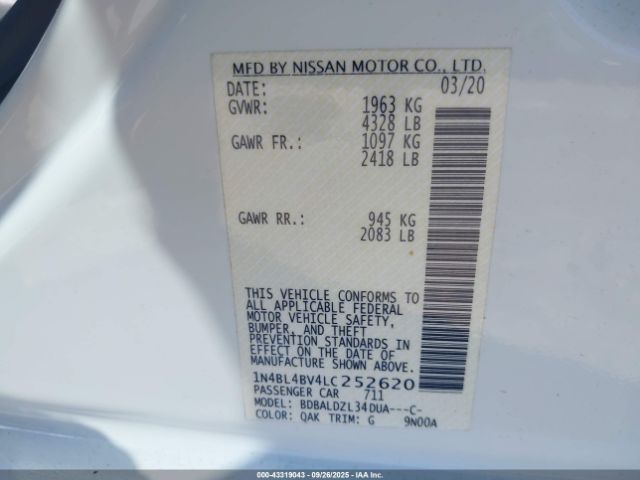 MFD BY NISSAN MOTOR CO., LTD.
DATE: 03/20
GVWR: 1963 KG
4328 LB
GAWR FR.: 1097 KG
2418 LB
GAWR RR.: 945 KG
2083 LB
THIS VEHICLE CONFORMS TO
ALL APPLICABLE FEDERAL
MOTOR VEHICLE SAFETY,
BUMPER, AND THEFT
PREVENTION STANDARDS IN
EFFECT ON THE DATE OF
MANUFACTURE SHOWN ABOVE.
1N4BL4BV4LC252620
PASSENGER CAR 711
MODEL: BDBALDZL34DUA---C-
COLOR: QAK TRIM: G 9N00A
000-43319043 - 09/26/2025 - IAAI.COM